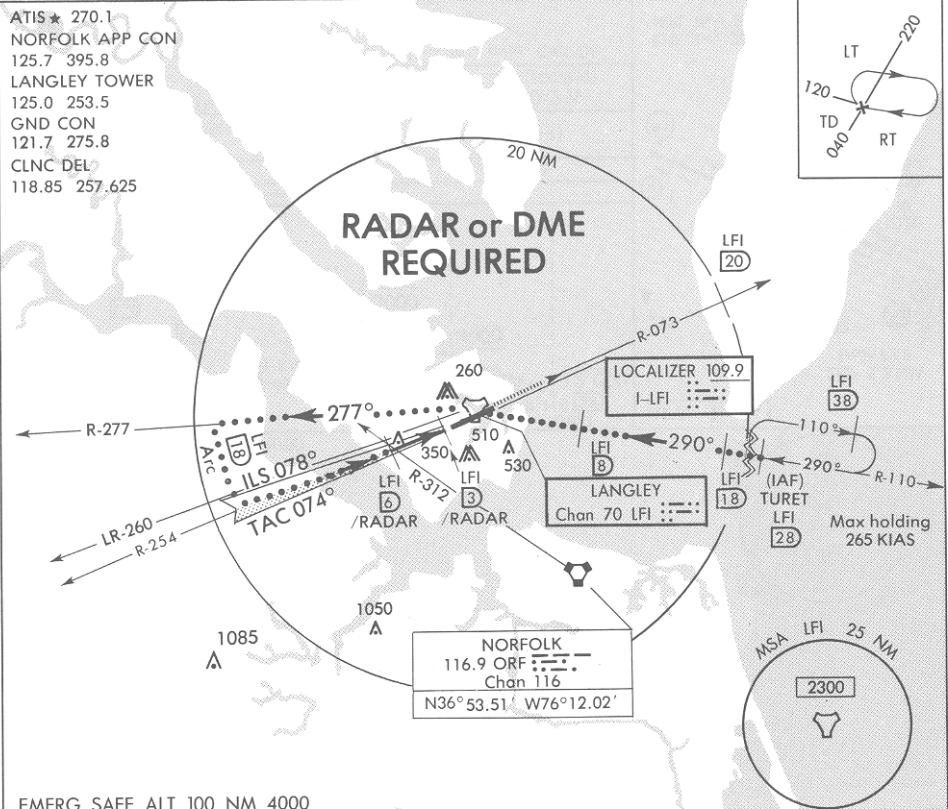 ATIS★ 270.1
NORFOLK APP CON
125.7 395.8
LANGLEY TOWER
125.0 253.5
GND CON
121.7 275.8
CLNC DEL
118.85 257.625
LT
220
120
TD
040
RT
20 NM
RADAR or DME
REQUIRED
LFI
20
R-073
LOCALIZER 109.9
I-LFI
260
277°
R-277
Arc
LFI
18
ILS 078°
TAC 074°
LR-260
R-254
350
510
530
LFI
6
/RADAR
R-312
LFI
3
/RADAR
LFI
8
290°
LANGLEY
Chan 70 LFI
LFI
18
LFI
38
110°
290°
R-110
(IAF)
TURET
LFI
28
Max holding
265 KIAS
1050
1085
NORFOLK
116.9 ORF
Chan 116
N36°53.51' W76°12.02'
MSA LFI 25 NM
2300
EMERG SAFE ALT 100 NM 4000